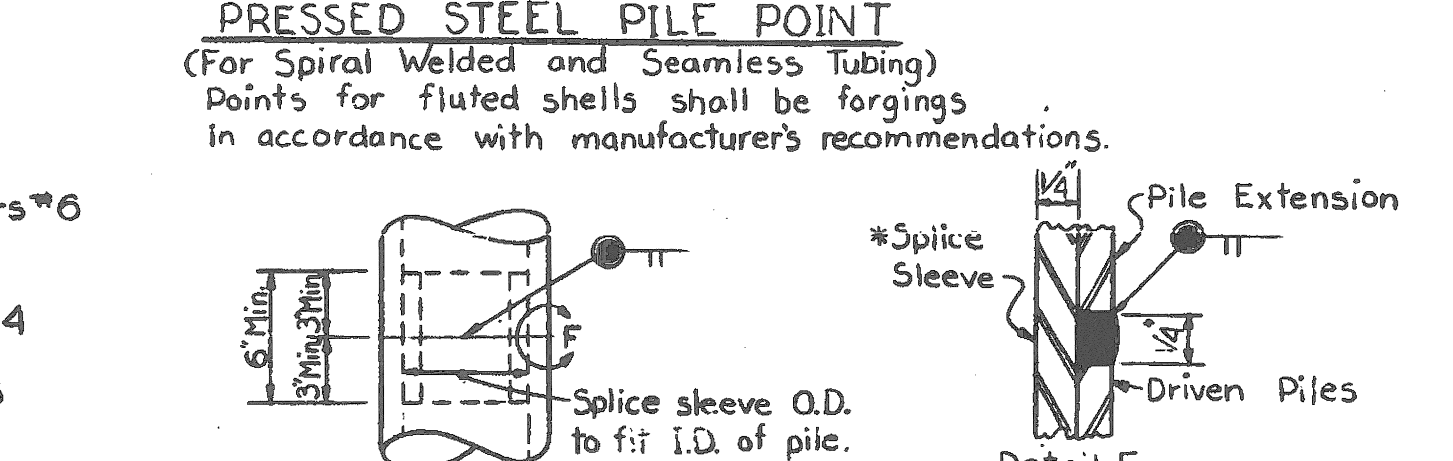 PRESSED STEEL PILE POINT
(For Spiral Welded and Seamless Tubing)
Points for fluted shells shall be forgings
in accordance with manufacturer's recommendations.
rs #6
4
1/4"
Pile Extension
*Splice
Sleeve
6" Min.
3" Min.
3" Min.
F
1/4"
Driven Piles
Splice sleeve O.D.
to fit I.D. of pile.
Detail F